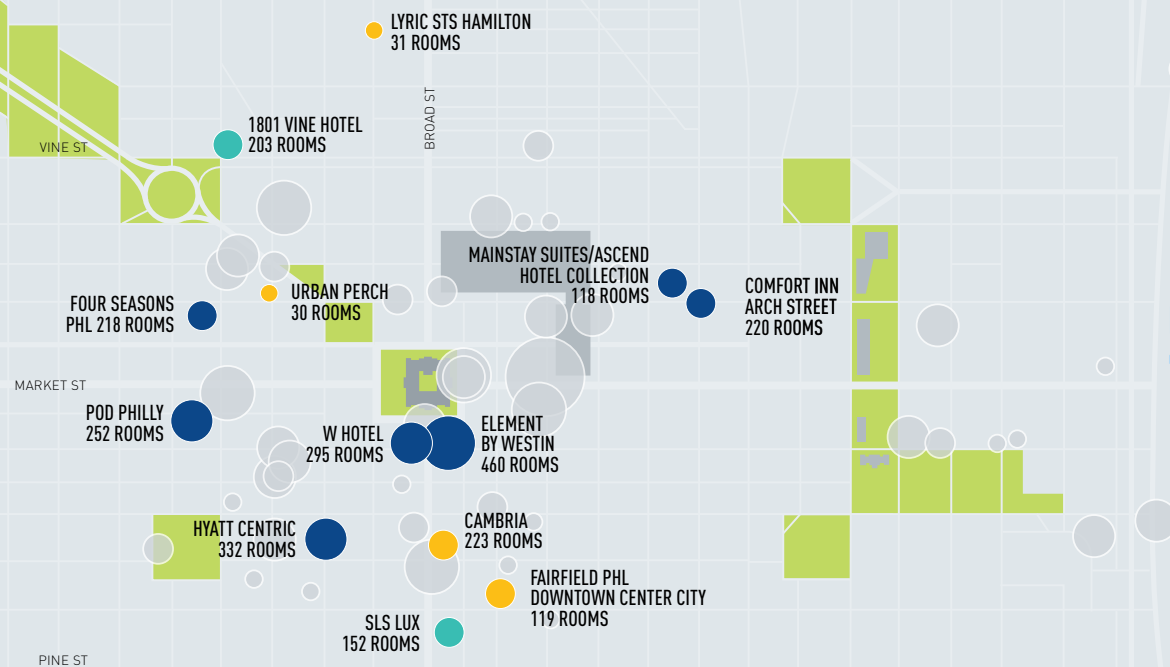 LYRIC STS HAMILTON
31 ROOMS
BROAD ST
1801 VINE HOTEL
203 ROOMS
VINE ST
MAINSTAY SUITES/ASCEND
HOTEL COLLECTION
118 ROOMS
COMFORT INN
ARCH STREET
220 ROOMS
URBAN PERCH
30 ROOMS
FOUR SEASONS
PHL 218 ROOMS
MARKET ST
POD PHILLY
252 ROOMS
W HOTEL
295 ROOMS
ELEMENT
BY WESTIN
460 ROOMS
HYATT CENTRIC
332 ROOMS
CAMBRIA
223 ROOMS
FAIRFIELD PHL
DOWNTOWN CENTER CITY
119 ROOMS
SLS LUX
152 ROOMS
PINE ST